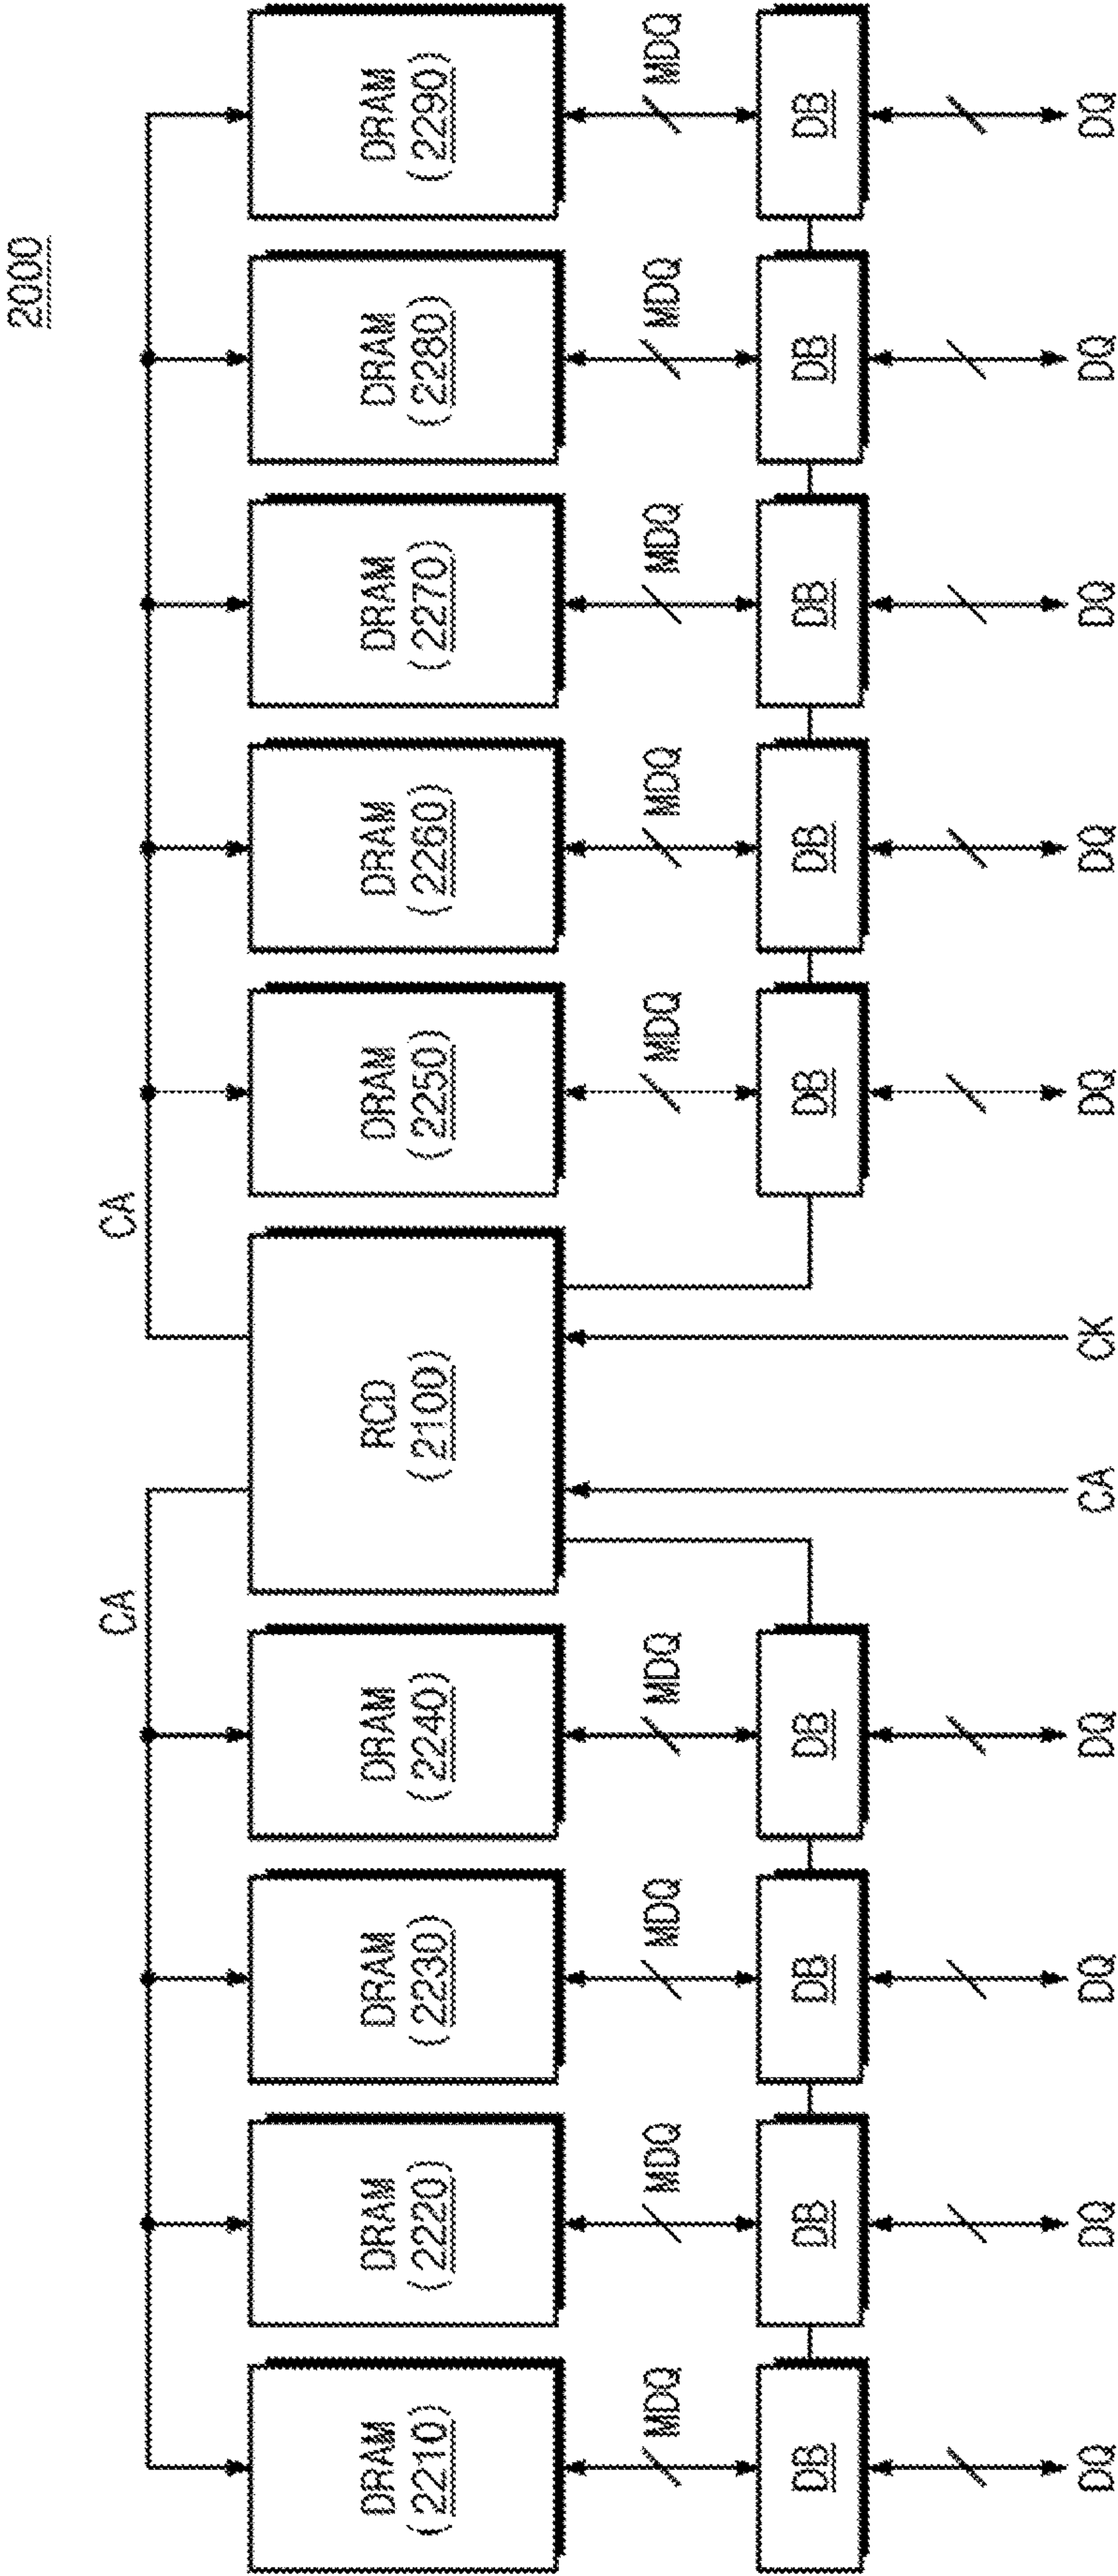 2000
CA CA
DRAM DRAM DRAM DRAM RCD DRAM DRAM DRAM DRAM DRAM
(2210) (2220) (2230) (2240) (2100) (2250) (2260) (2270) (2280) (2290)
MDQ MDQ MDQ MDQ MDQ MDQ MDQ MDQ MDQ
DB DB DB DB DB DB DB DB DB
DQ DQ DQ DQ CA CK DQ DQ DQ DQ DQ